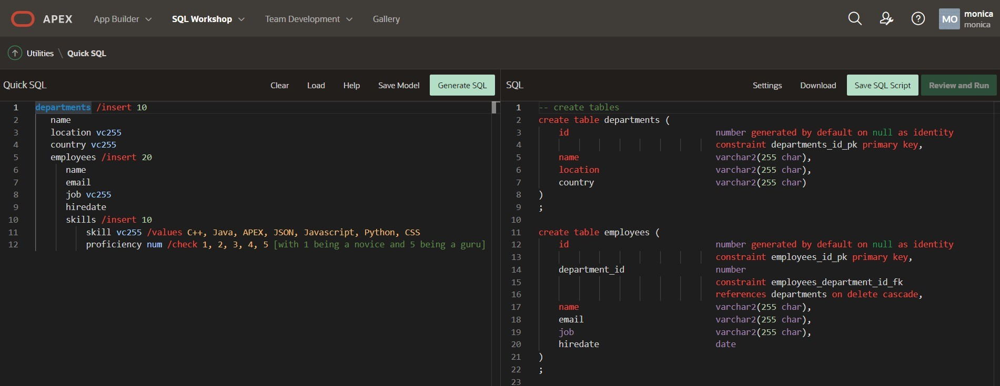 APEX App Builder SQL Workshop Team Development Gallery MO monica
monica
Utilities \ Quick SQL
Quick SQL Clear Load Help Save Model Generate SQL
1 departments /insert 10
2 name
3 location vc255
4 country vc255
5 employees /insert 20
6 name
7 email
8 job vc255
9 hiredate
10 skills /insert 10
11 skill vc255 /values C++, Java, APEX, JSON, Javascript, Python, CSS
12 proficiency num /check 1, 2, 3, 4, 5 [with 1 being a novice and 5 being a guru]
SQL Settings Download Save SQL Script Review and Run
1 -- create tables
2 create table departments (
3 id number generated by default on null as identity
4 constraint departments_id_pk primary key,
5 name varchar2(255 char),
6 location varchar2(255 char),
7 country varchar2(255 char)
8 )
9 ;
10
11 create table employees (
12 id number generated by default on null as identity
13 constraint employees_id_pk primary key,
14 department_id number
15 constraint employees_department_id_fk
16 references departments on delete cascade,
17 name varchar2(255 char),
18 email varchar2(255 char),
19 job varchar2(255 char),
20 hiredate date
21 )
22 ;
23